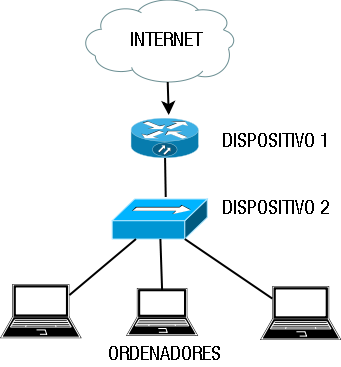 INTERNET
DISPOSITIVO 1
DISPOSITIVO 2
ORDENADORES